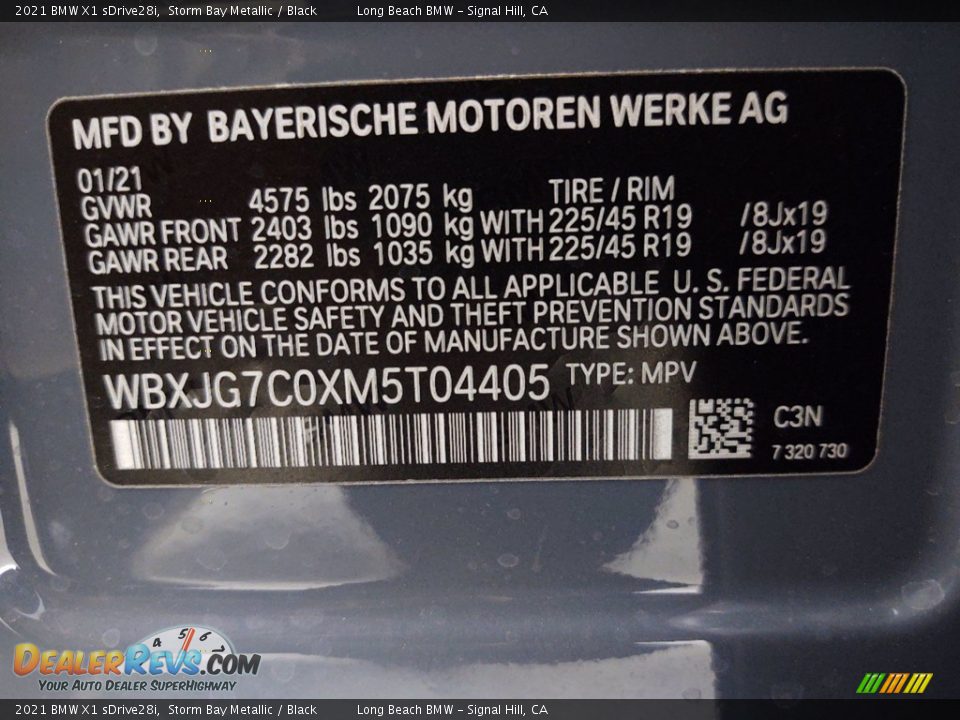 2021 BMW X1 sDrive28i, Storm Bay Metallic / Black Long Beach BMW - Signal Hill, CA
MFD BY BAYERISCHE MOTOREN WERKE AG
01/21
GVWR 4575 lbs 2075 kg TIRE / RIM
GAWR FRONT 2403 lbs 1090 kg WITH 225/45 R19 /8Jx19
GAWR REAR 2282 lbs 1035 kg WITH 225/45 R19 /8Jx19
THIS VEHICLE CONFORMS TO ALL APPLICABLE U. S. FEDERAL
MOTOR VEHICLE SAFETY AND THEFT PREVENTION STANDARDS
IN EFFECT ON THE DATE OF MANUFACTURE SHOWN ABOVE.
WBXJG7C0XM5T04405 TYPE: MPV
C3N
7 320 730
4 5 6
DEALERREVS.COM
YOUR AUTO DEALER SUPERHIGHWAY
2021 BMW X1 sDrive28i, Storm Bay Metallic / Black Long Beach BMW - Signal Hill, CA